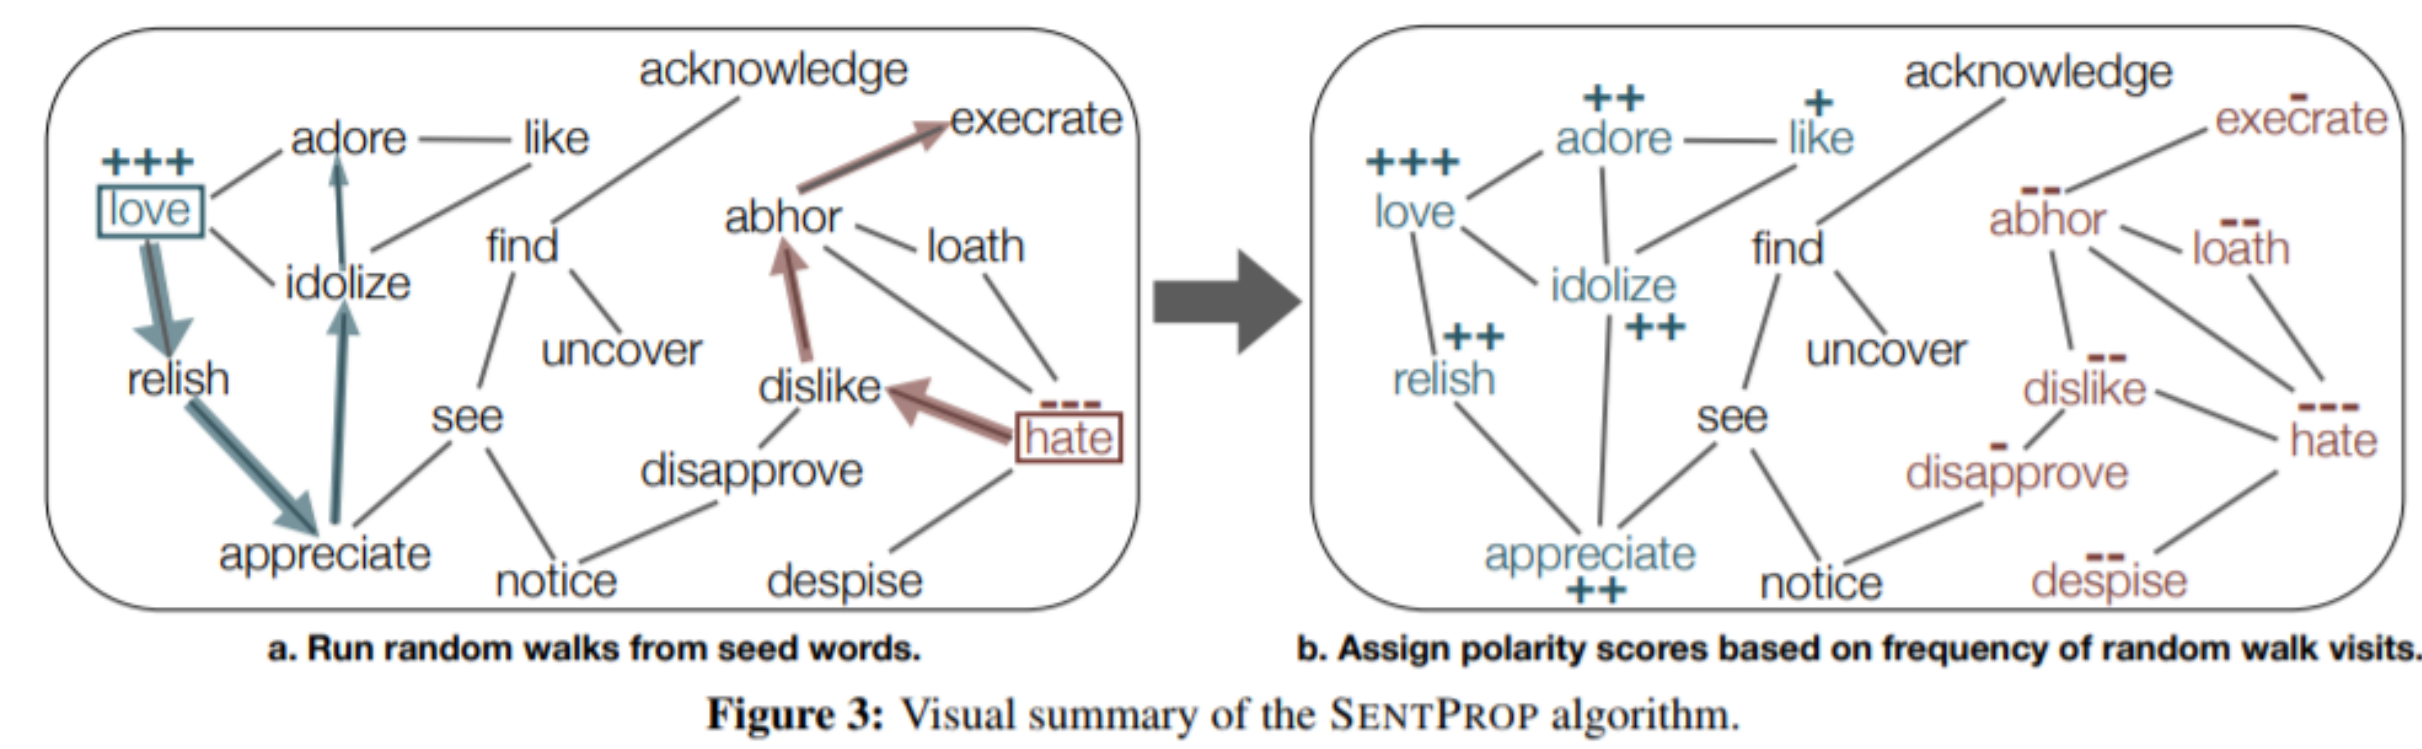 acknowledge
execrate
adore
like
+++
love
abhor
find
loath
idolize
uncover
relish
dislike
---
see
hate
disapprove
appreciate
notice
despise
a. Run random walks from seed words.
acknowledge
++
+
-
execrate
adore
like
+++
love
--
abhor
--
loath
find
idolize
++
++
uncover
relish
--
dislike
---
see
hate
-
disapprove
appreciate
++
notice
--
despise
b. Assign polarity scores based on frequency of random walk visits.
Figure 3: Visual summary of the SENTPROP algorithm.